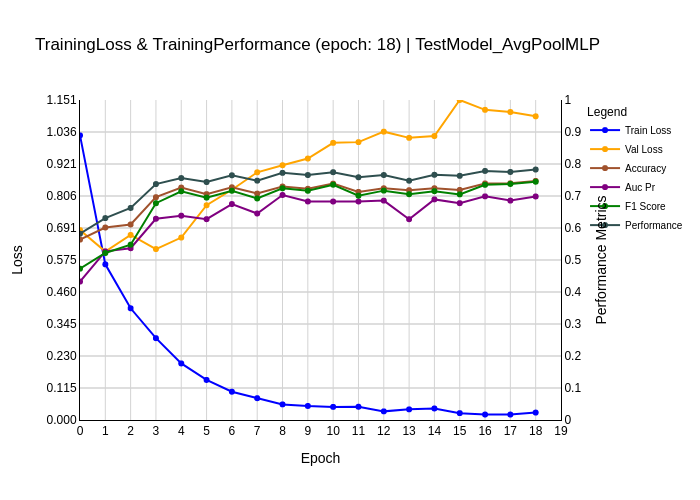 TrainingLoss & TrainingPerformance (epoch: 18) | TestModel_AvgPoolMLP
1.151
1.036
0.921
0.806
0.691
0.575
0.460
0.345
0.230
0.115
0.000
Loss
0 1 2 3 4 5 6 7 8 9 10 11 12 13 14 15 16 17 18 19
Epoch
1
0.9
0.8
0.7
0.6
0.5
0.4
0.3
0.2
0.1
0
Performance Metrics
Legend
Train Loss
Val Loss
Accuracy
Auc Pr
F1 Score
Performance